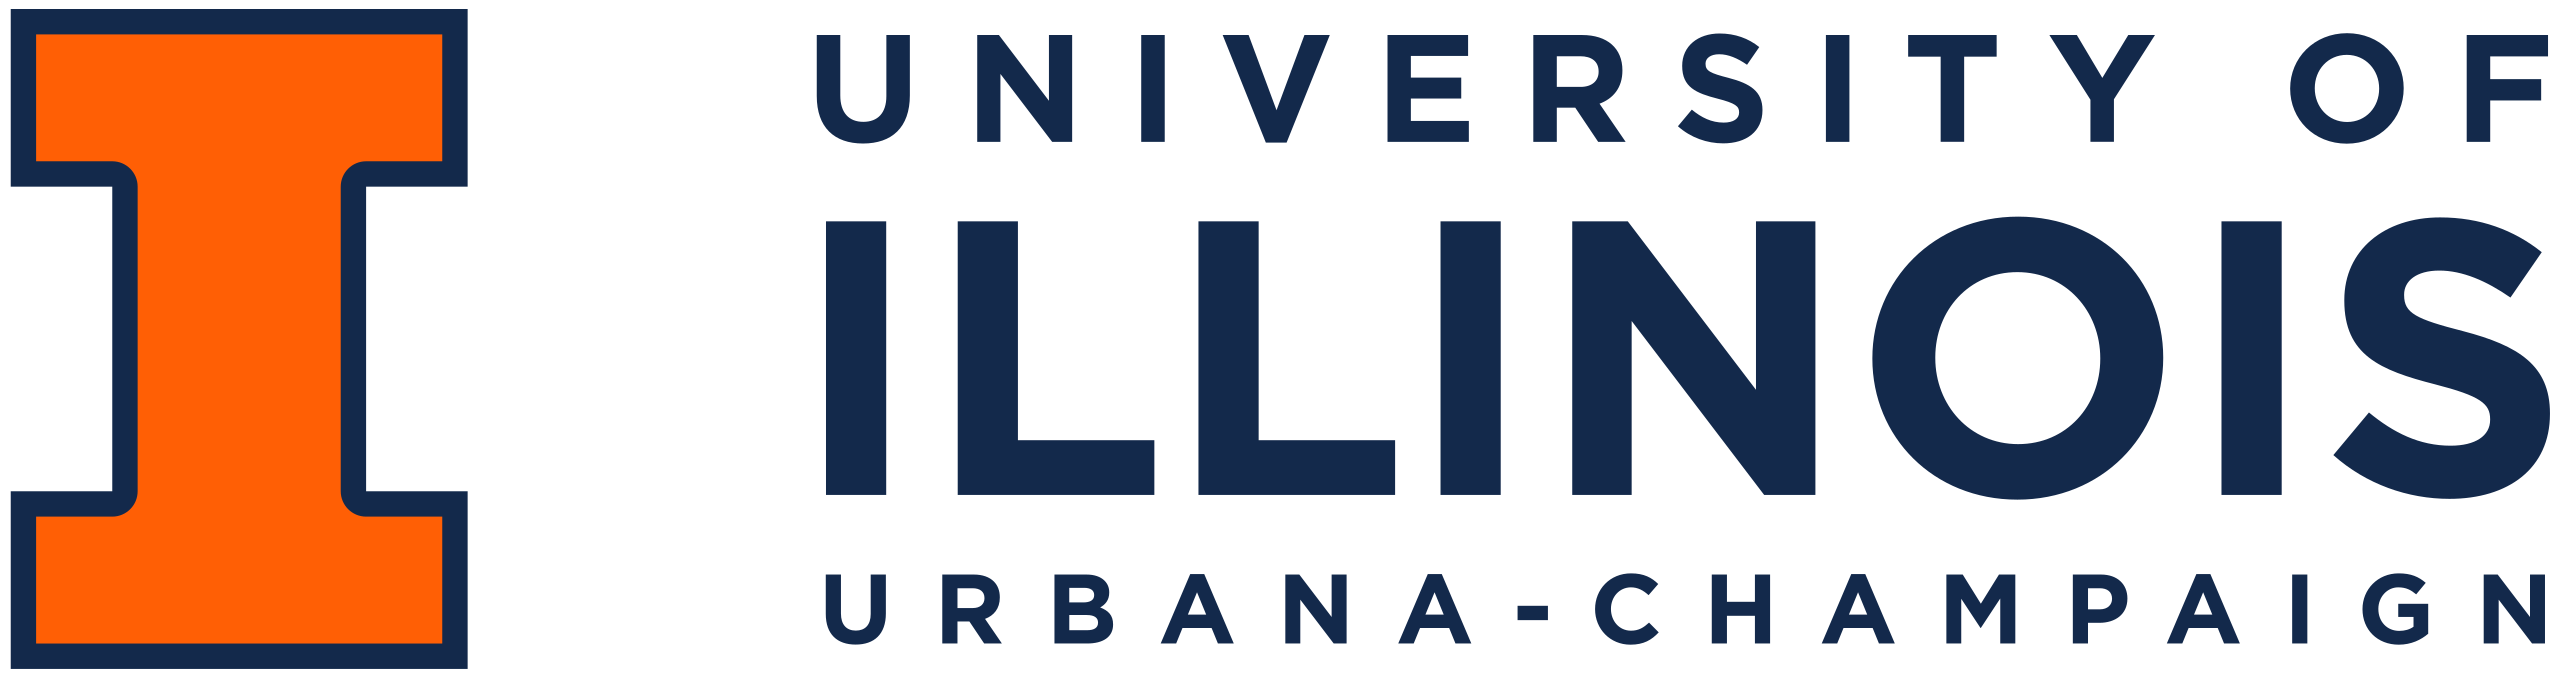 I
UNIVERSITY OF
ILLINOIS
URBANA-CHAMPAIGN